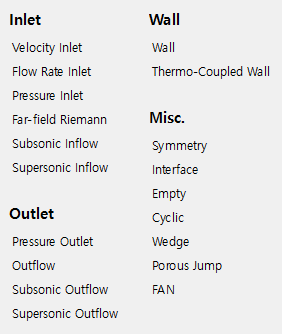 Inlet
Velocity Inlet
Flow Rate Inlet
Pressure Inlet
Far-field Riemann
Subsonic Inflow
Supersonic Inflow
Outlet
Pressure Outlet
Outflow
Subsonic Outflow
Supersonic Outflow
Wall
Wall
Thermo-Coupled Wall
Misc.
Symmetry
Interface
Empty
Cyclic
Wedge
Porous Jump
FAN